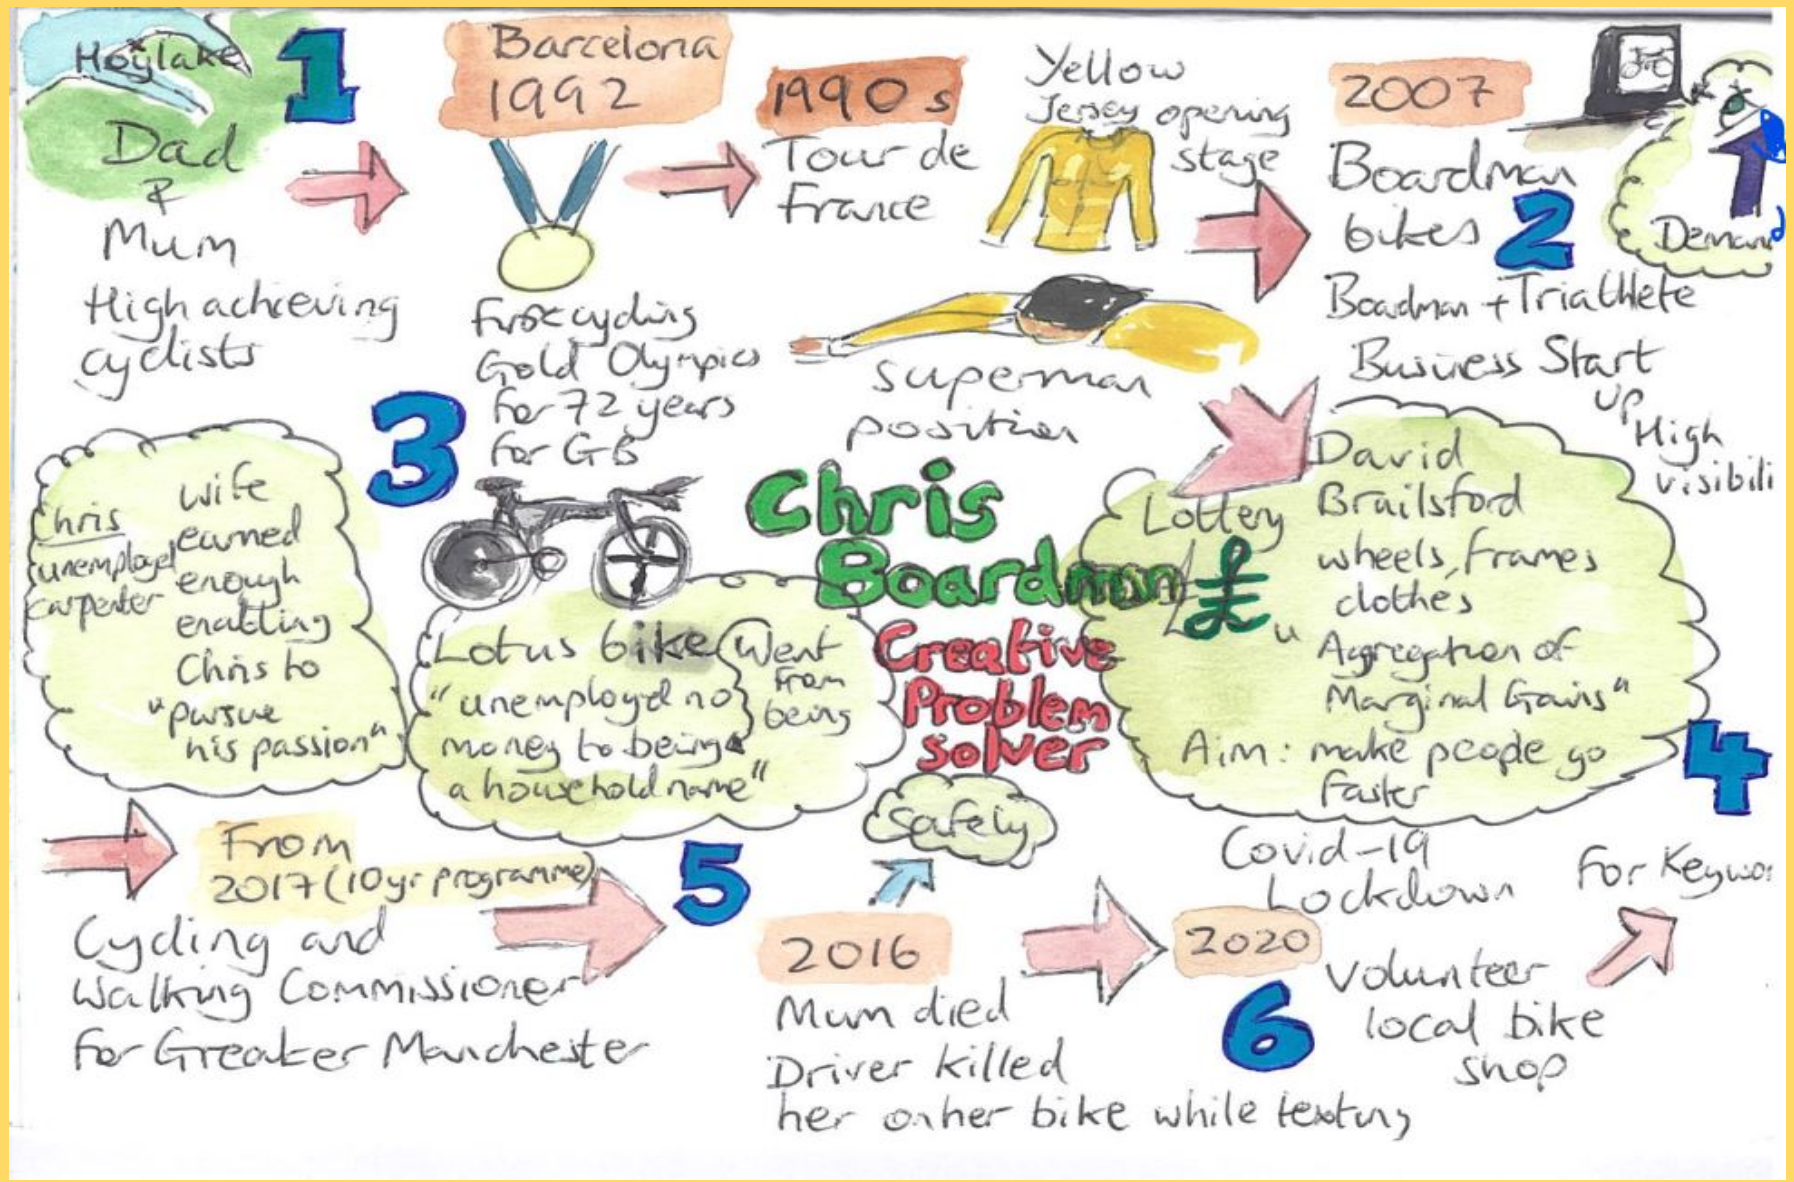 Hoylake
1
Dad
&
Mum
High achieving
cyclists
Barcelona
1992
First cycling
Gold Olympics
for 72 years
for GB
1990s
Tour de
France
Yellow
Jersey opening
stage
superman
position
2007
Boardman
bikes
2
Demand
Boardman + Triathlete
Business Start
up
High
visibili
3
Chris
unemployed
carpenter
wife
earned
enough
enabling
Chris to
"pursue
his passion"
Lotus bike
Went
from
being
"unemployed no
money to being
a household name"
Chris
Boardman
Creative
Problem
solver
Lottery
£
David
Brailsford
wheels, frames
clothes
"Aggregation of
Marginal Gains"
Aim: make people go
faster
4
From
2017 (10 yr programme)
Cycling and
Walking Commissioner
for Greater Manchester
5
Safely
2016
Mum died
Driver killed
her on her bike while texting
Covid-19
Lockdown
2020
6
Volunteer
local bike
shop
for Keywo